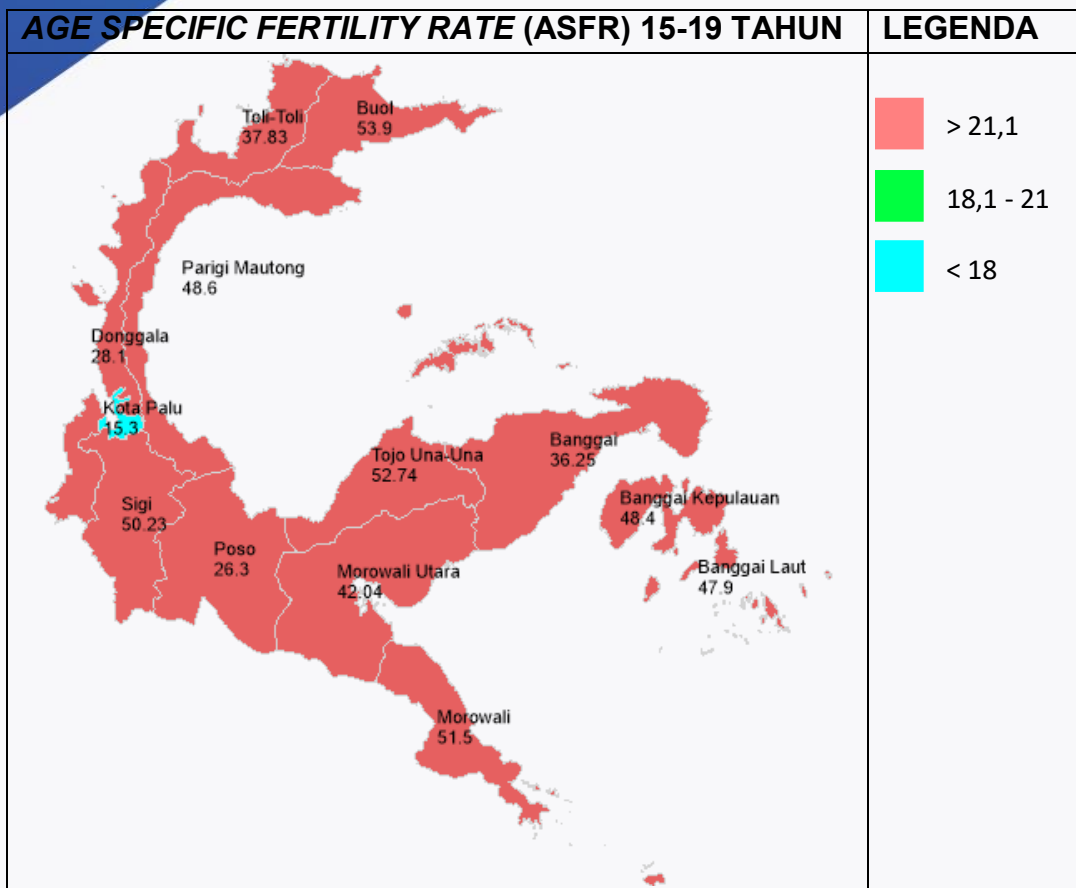 AGE SPECIFIC FERTILITY RATE (ASFR) 15-19 TAHUN
LEGENDA
> 21,1
18,1 - 21
< 18
Toli-Toli
37.83
Buol
53.9
Parigi Mautong
48.6
Donggala
28.1
Kota Palu
15.3
Tojo Una-Una
52.74
Banggai
36.25
Sigi
50.23
Banggai Kepulauan
48.4
Poso
26.3
Morowali Utara
42.04
Banggai Laut
47.9
Morowali
51.5